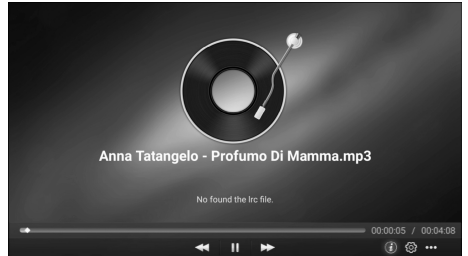 Anna Tatangelo - Profumo Di Mamma.mp3
No found the lrc file.
00:00:05 / 00:04:08